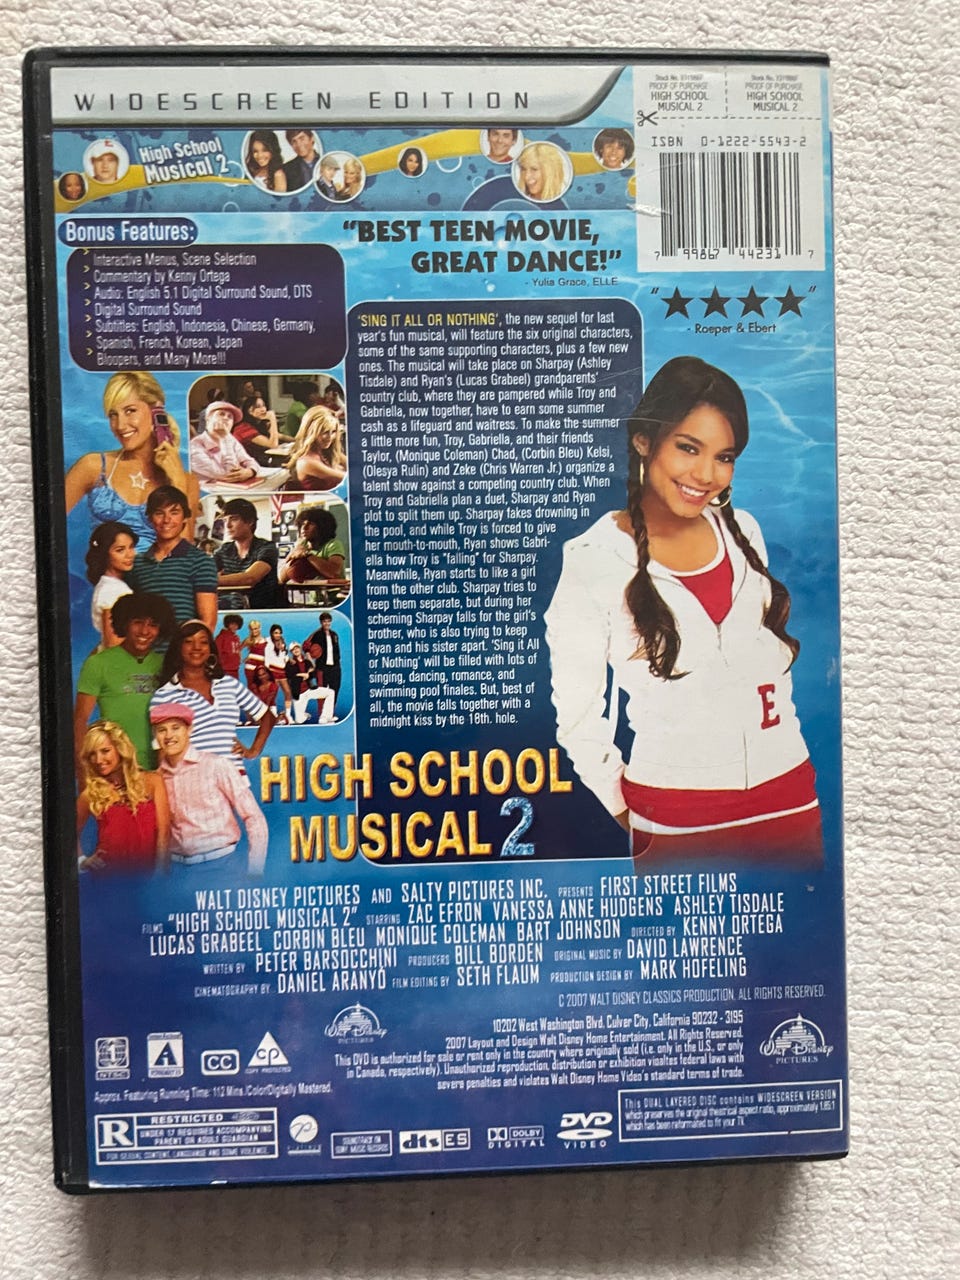 WIDESCREEN EDITION
Stock No. 3319867
PROOF OF PURCHASE
HIGH SCHOOL
MUSICAL 2
Stock No. 3319867
PROOF OF PURCHASE
HIGH SCHOOL
MUSICAL 2
ISBN 0-1222-5543-2
7 99867 44231 7
High School
Musical 2
Bonus Features:
Interactive Menus, Scene Selection
Commentary by Kenny Ortega
Audio: English 5.1 Digital Surround Sound, DTS
Digital Surround Sound
Subtitles: English, Indonesia, Chinese, Germany,
Spanish, French, Korean, Japan
Bloopers, and Many More!!!
"BEST TEEN MOVIE,
GREAT DANCE!"
- Yulia Grace, ELLE
"★★★★"
- Roeper & Ebert
'SING IT ALL OR NOTHING', the new sequel for last
year's fun musical, will feature the six original characters,
some of the same supporting characters, plus a few new
ones. The musical will take place on Sharpay (Ashley
Tisdale) and Ryan's (Lucas Grabeel) grandparents'
country club, where they are pampered while Troy and
Gabriella, now together, have to earn some summer
cash as a lifeguard and waitress. To make the summer
a little more fun, Troy, Gabriella, and their friends
Taylor, (Monique Coleman) Chad, (Corbin Bleu) Kelsi,
(Olesya Rulin) and Zeke (Chris Warren Jr.) organize a
talent show against a competing country club. When
Troy and Gabriella plan a duet, Sharpay and Ryan
plot to split them up. Sharpay fakes drowning in
the pool, and while Troy is forced to give
her mouth-to-mouth, Ryan shows Gabri-
ella how Troy is "falling" for Sharpay.
Meanwhile, Ryan starts to like a girl
from the other club. Sharpay tries to
keep them separate, but during her
scheming Sharpay falls for the girl's
brother, who is also trying to keep
Ryan and his sister apart. 'Sing it All
or Nothing' will be filled with lots of
singing, dancing, romance, and
swimming pool finales. But, best of
all, the movie falls together with a
midnight kiss by the 18th. hole.
E
HIGH SCHOOL
MUSICAL 2
WALT DISNEY PICTURES AND SALTY PICTURES INC. PRESENTS FIRST STREET FILMS
FILMS "HIGH SCHOOL MUSICAL 2" STARRING ZAC EFRON VANESSA ANNE HUDGENS ASHLEY TISDALE
LUCAS GRABEEL CORBIN BLEU MONIQUE COLEMAN BART JOHNSON DIRECTED BY KENNY ORTEGA
WRITTEN BY PETER BARSOCCHINI PRODUCERS BILL BORDEN ORIGINAL MUSIC BY DAVID LAWRENCE
CINEMATOGRAPHY BY DANIEL ARANYO FILM EDITING BY SETH FLAUM PRODUCTION DESIGN BY MARK HOFELING
C 2007 WALT DISNEY CLASSICS PRODUCTION. ALL RIGHTS RESERVED.
10202 West Washington Blvd. Culver City, California 90232 - 3195
2007 Layout and Design Walt Disney Home Entertainment. All Rights Reserved.
This DVD is authorized for sale or rent only in the country where originally sold (i.e. only in the U.S. or only
in Canada, respectively). Unauthorized reproduction, distribution or exhibition vioaltes federal laws with
severe penalties and violates Walt Disney Home Video's standard terms of trade.
WALT DISNEY
PICTURES
WALT DISNEY
PICTURES
NTSC
A
CC
CP
COPY PROTECTED
Approx. Featuring Running Time: 112 Mins./Color/Digitally Mastered.
R RESTRICTED
UNDER 17 REQUIRES ACCOMPANYING
PARENT OR ADULT GUARDIAN
FOR SEXUAL CONTENT, LANGUAGE AND SOME VIOLENCE.
SOUNDTRACK ON
SONY MUSIC RECORDS
dts ES
DOLBY
DIGITAL
DVD
VIDEO
This DUAL LAYERED DISC contains WIDESCREEN VERSION
which preserves the original theatrical aspect ratio, approximately 1.85:1
which has been reformatted to fit your TV.